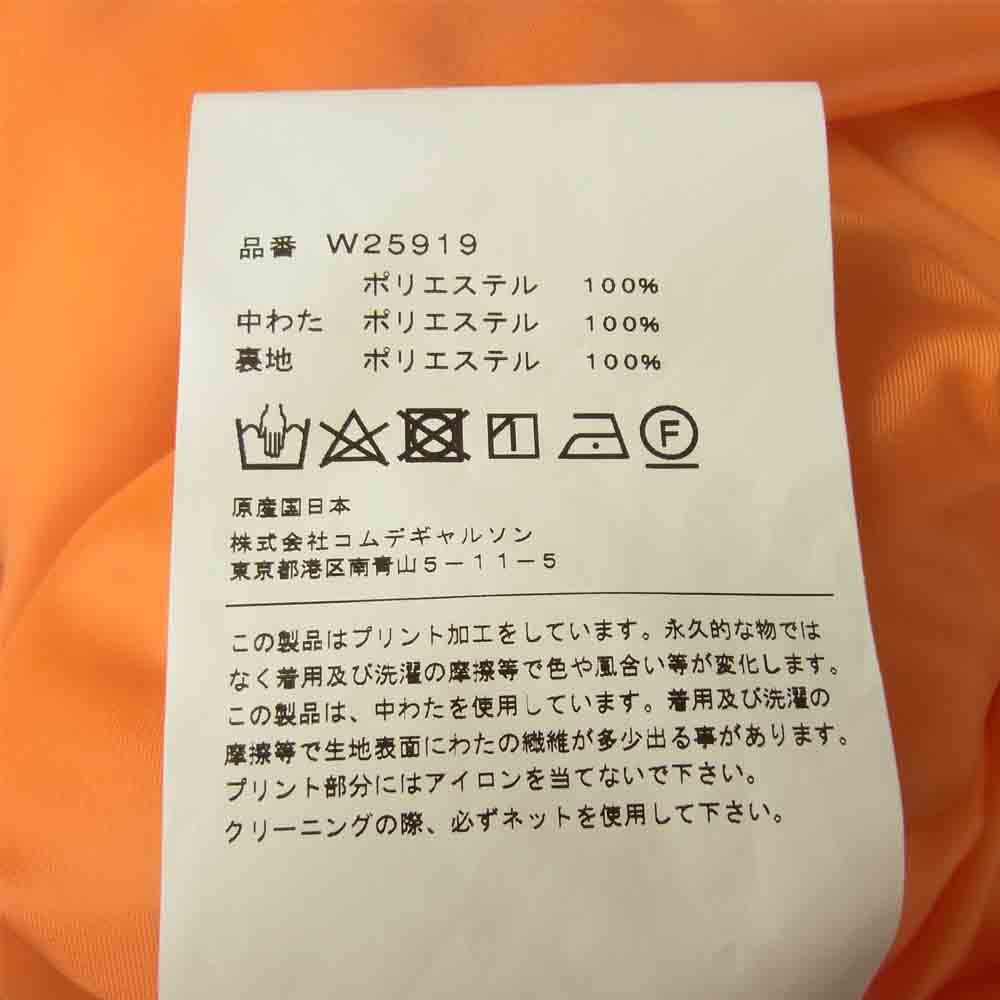 品番 W25919
ポリエステル 100%
中わた ポリエステル 100%
裏地 ポリエステル 100%
F
原産国日本
株式会社コムデギャルソン
東京都港区南青山5-11-5
この製品はプリント加工をしています。永久的な物では
なく着用及び洗濯の摩擦等で色や風合い等が変化します。
この製品は、中わたを使用しています。着用及び洗濯の
摩擦等で生地表面にわたの繊維が多少出る事があります。
プリント部分にはアイロンを当てないで下さい。
クリーニングの際、必ずネットを使用して下さい。